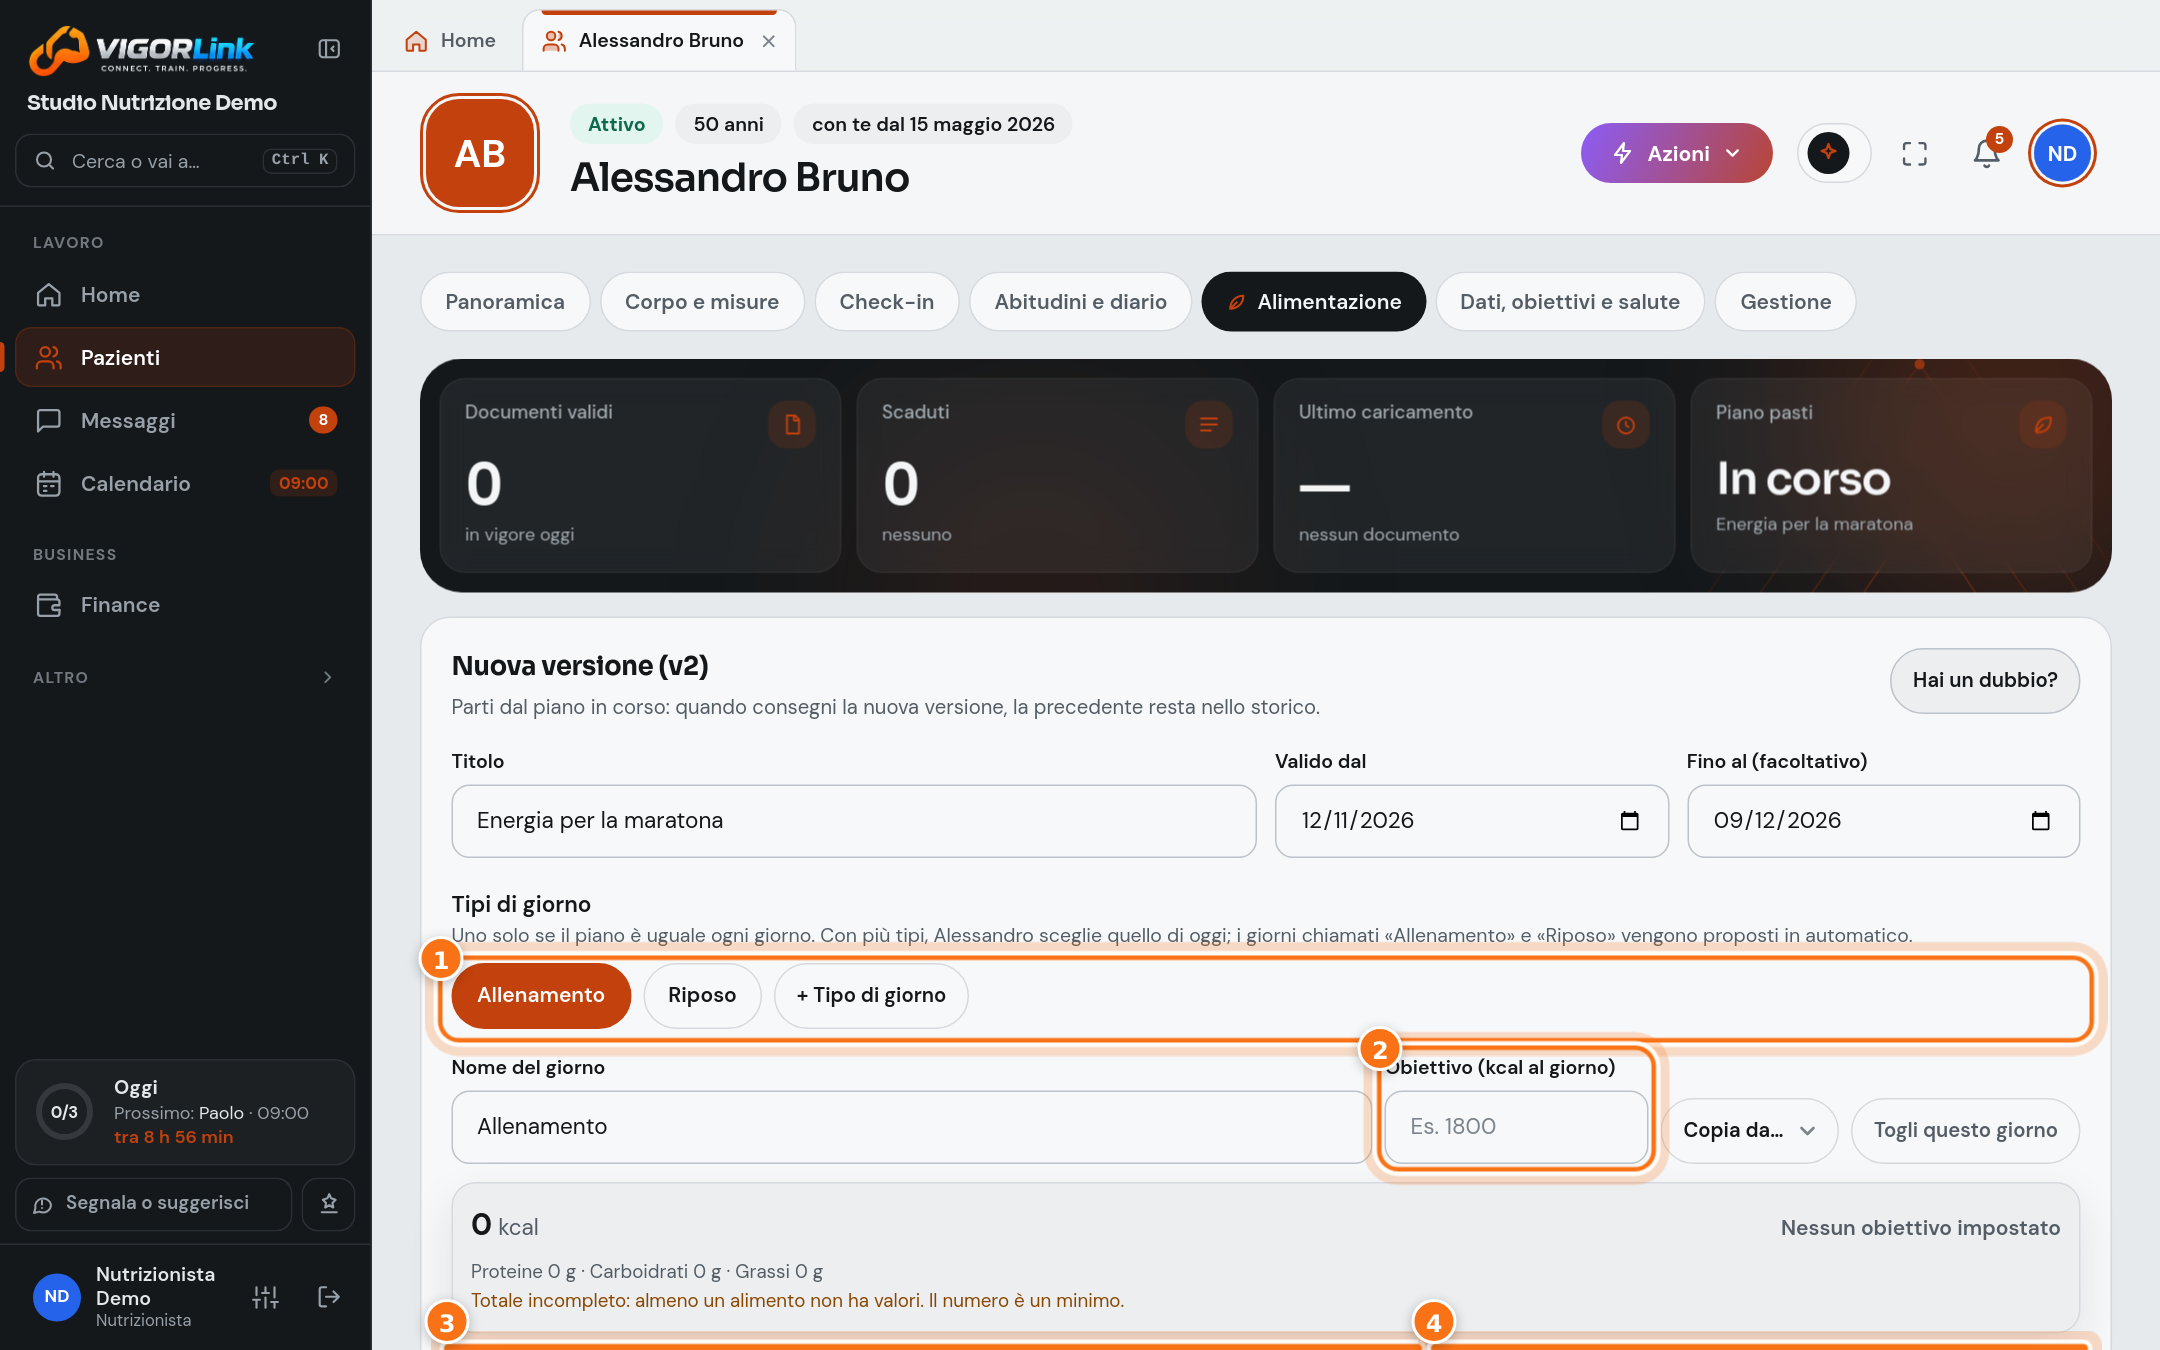 VIGORLink
CONNECT. TRAIN. PROGRESS.
Studio Nutrizione Demo
Cerca o vai a...
Ctrl K
LAVORO
Home
Pazienti
Messaggi
8
Calendario
09:00
BUSINESS
Finance
ALTRO
0/3
Oggi
Prossimo: Paolo · 09:00
tra 8 h 56 min
Segnala o suggerisci
ND
Nutrizionista
Demo
Nutrizionista
Home
Alessandro Bruno
AB
Attivo
50 anni
con te dal 15 maggio 2026
Alessandro Bruno
Azioni
5
ND
Panoramica
Corpo e misure
Check-in
Abitudini e diario
Alimentazione
Dati, obiettivi e salute
Gestione
Documenti validi
0
in vigore oggi
Scaduti
0
nessuno
Ultimo caricamento
—
nessun documento
Piano pasti
In corso
Energia per la maratona
Nuova versione (v2)
Parti dal piano in corso: quando consegni la nuova versione, la precedente resta nello storico.
Hai un dubbio?
Titolo
Valido dal
Fino al (facoltativo)
Energia per la maratona
12/11/2026
09/12/2026
Tipi di giorno
Uno solo se il piano è uguale ogni giorno. Con più tipi, Alessandro sceglie quello di oggi; i giorni chiamati «Allenamento» e «Riposo» vengono proposti in automatico.
1
Allenamento
Riposo
+ Tipo di giorno
2
Nome del giorno
Obiettivo (kcal al giorno)
Allenamento
Es. 1800
Copia da...
Togli questo giorno
0 kcal
Nessun obiettivo impostato
Proteine 0 g · Carboidrati 0 g · Grassi 0 g
Totale incompleto: almeno un alimento non ha valori. Il numero è un minimo.
3
4